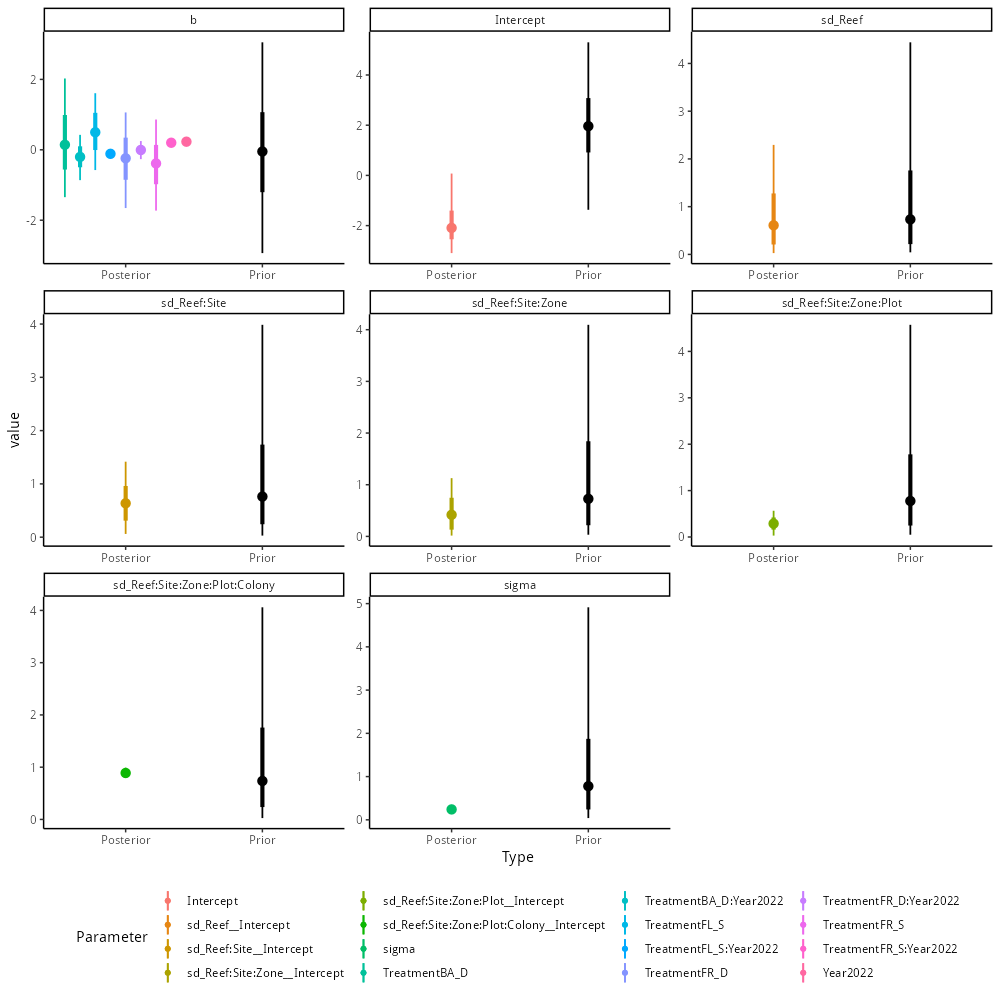 b
Intercept
sd_Reef
2
0
-2
4
2
0
-2
4
3
2
1
0
Posterior
Prior
Posterior
Prior
Posterior
Prior
sd_Reef:Site
sd_Reef:Site:Zone
sd_Reef:Site:Zone:Plot
value
4
3
2
1
0
4
3
2
1
0
4
3
2
1
0
Posterior
Prior
Posterior
Prior
Posterior
Prior
sd_Reef:Site:Zone:Plot:Colony
sigma
4
3
2
1
0
5
4
3
2
1
0
Posterior
Prior
Posterior
Prior
Type
Parameter
Intercept
sd_Reef__Intercept
sd_Reef:Site__Intercept
sd_Reef:Site:Zone__Intercept
sd_Reef:Site:Zone:Plot__Intercept
sd_Reef:Site:Zone:Plot:Colony__Intercept
sigma
TreatmentBA_D
TreatmentBA_D:Year2022
TreatmentFL_S
TreatmentFL_S:Year2022
TreatmentFR_D
TreatmentFR_D:Year2022
TreatmentFR_S
TreatmentFR_S:Year2022
Year2022